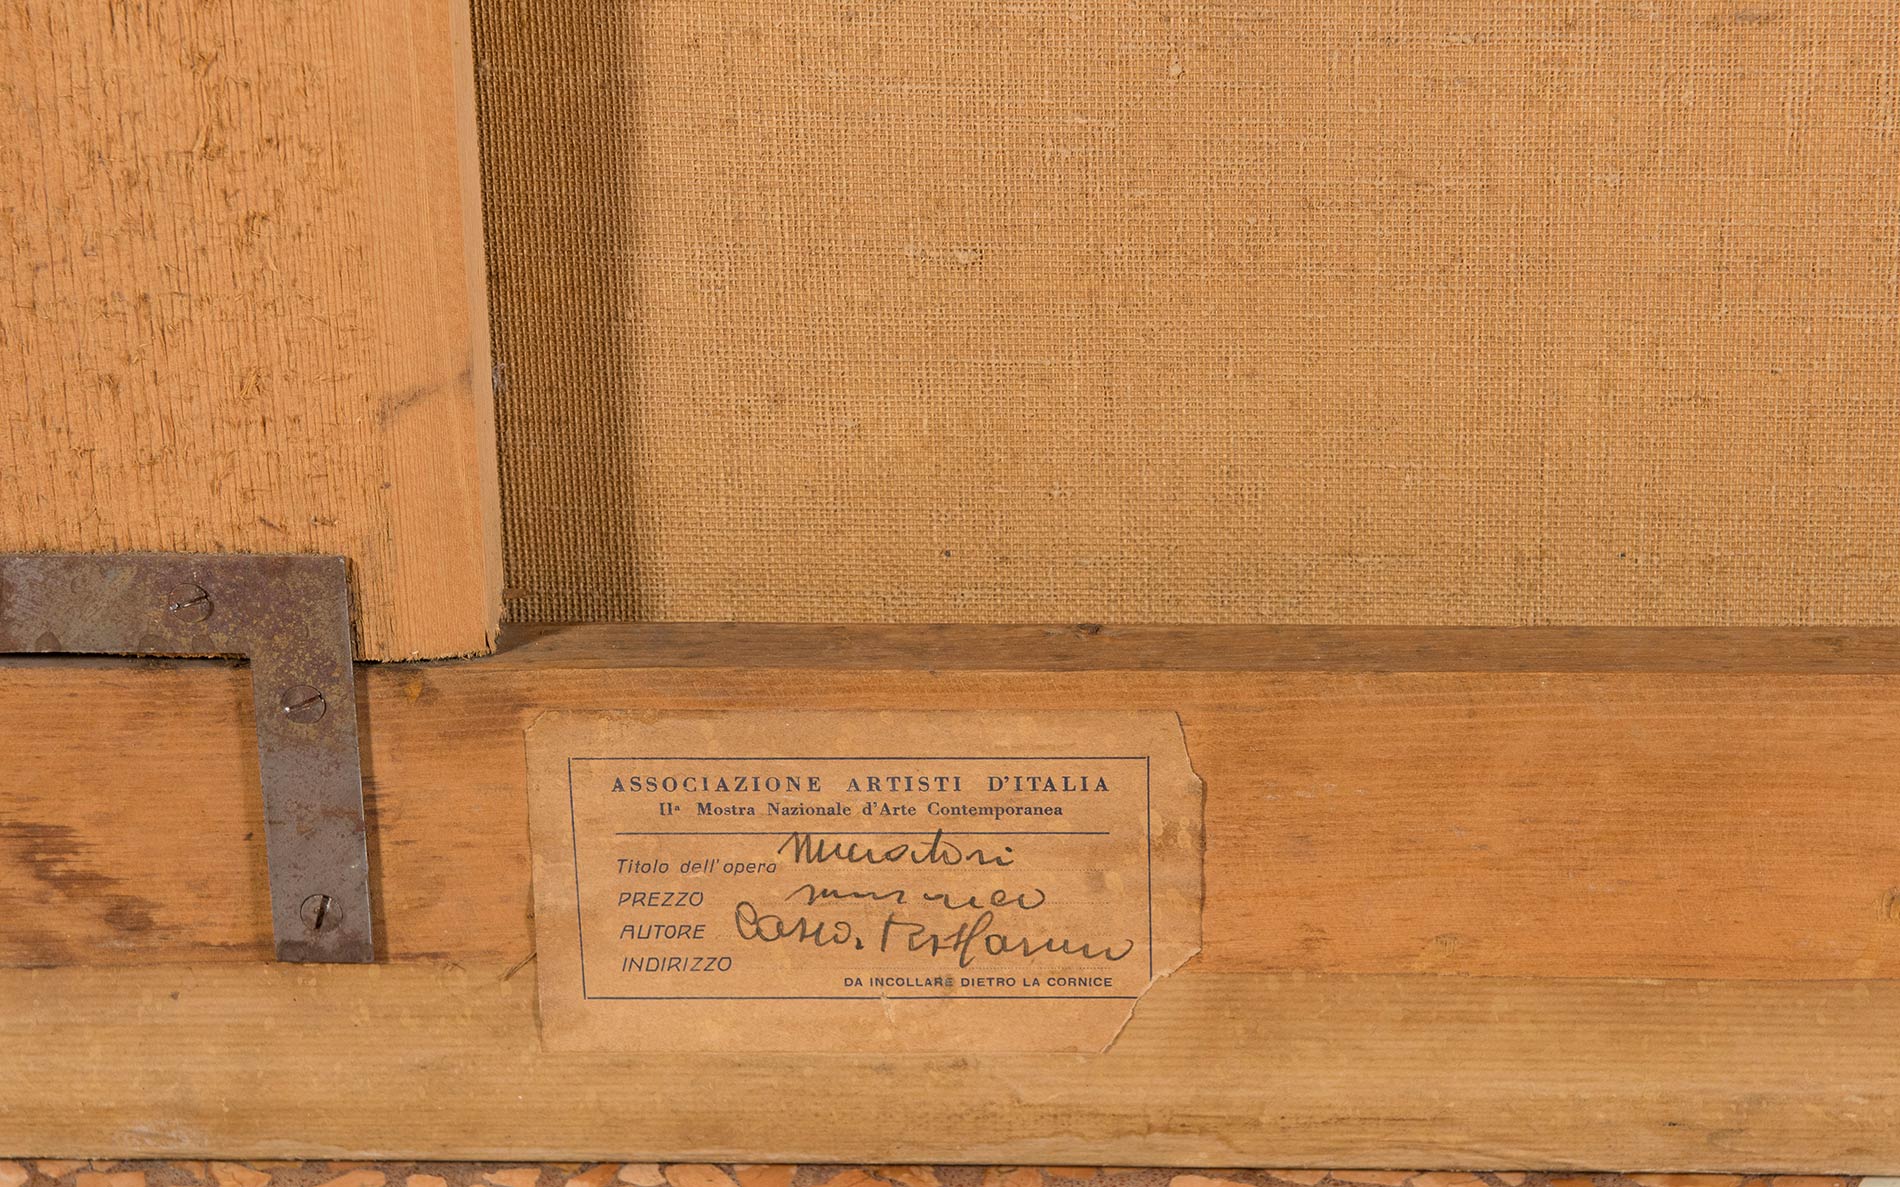 ASSOCIAZIONE ARTISTI D'ITALIA
IIª Mostra Nazionale d'Arte Contemporanea
Titolo dell'opera Muratori
PREZZO
AUTORE
INDIRIZZO
DA INCOLLARE DIETRO LA CORNICE